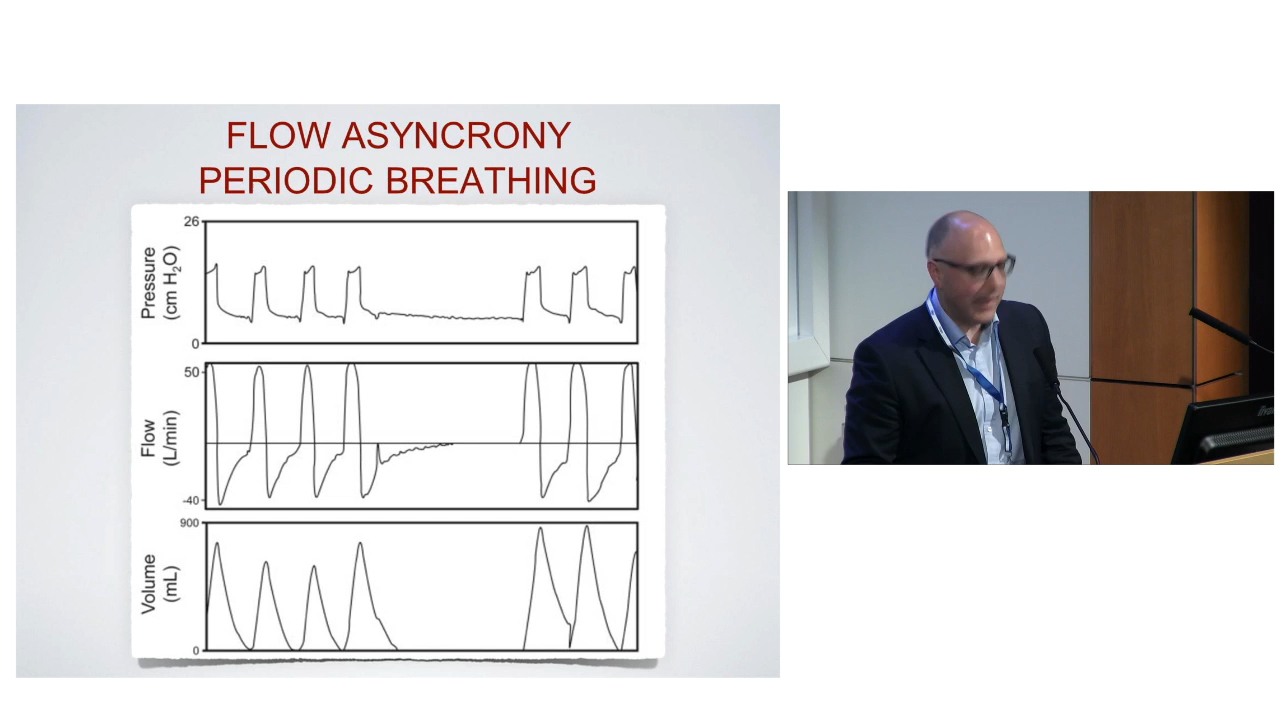 FLOW ASYNCRONY
PERIODIC BREATHING
26
Pressure
(cm H2O)
0
50
Flow
(L/min)
-40
900
Volume
(mL)
0